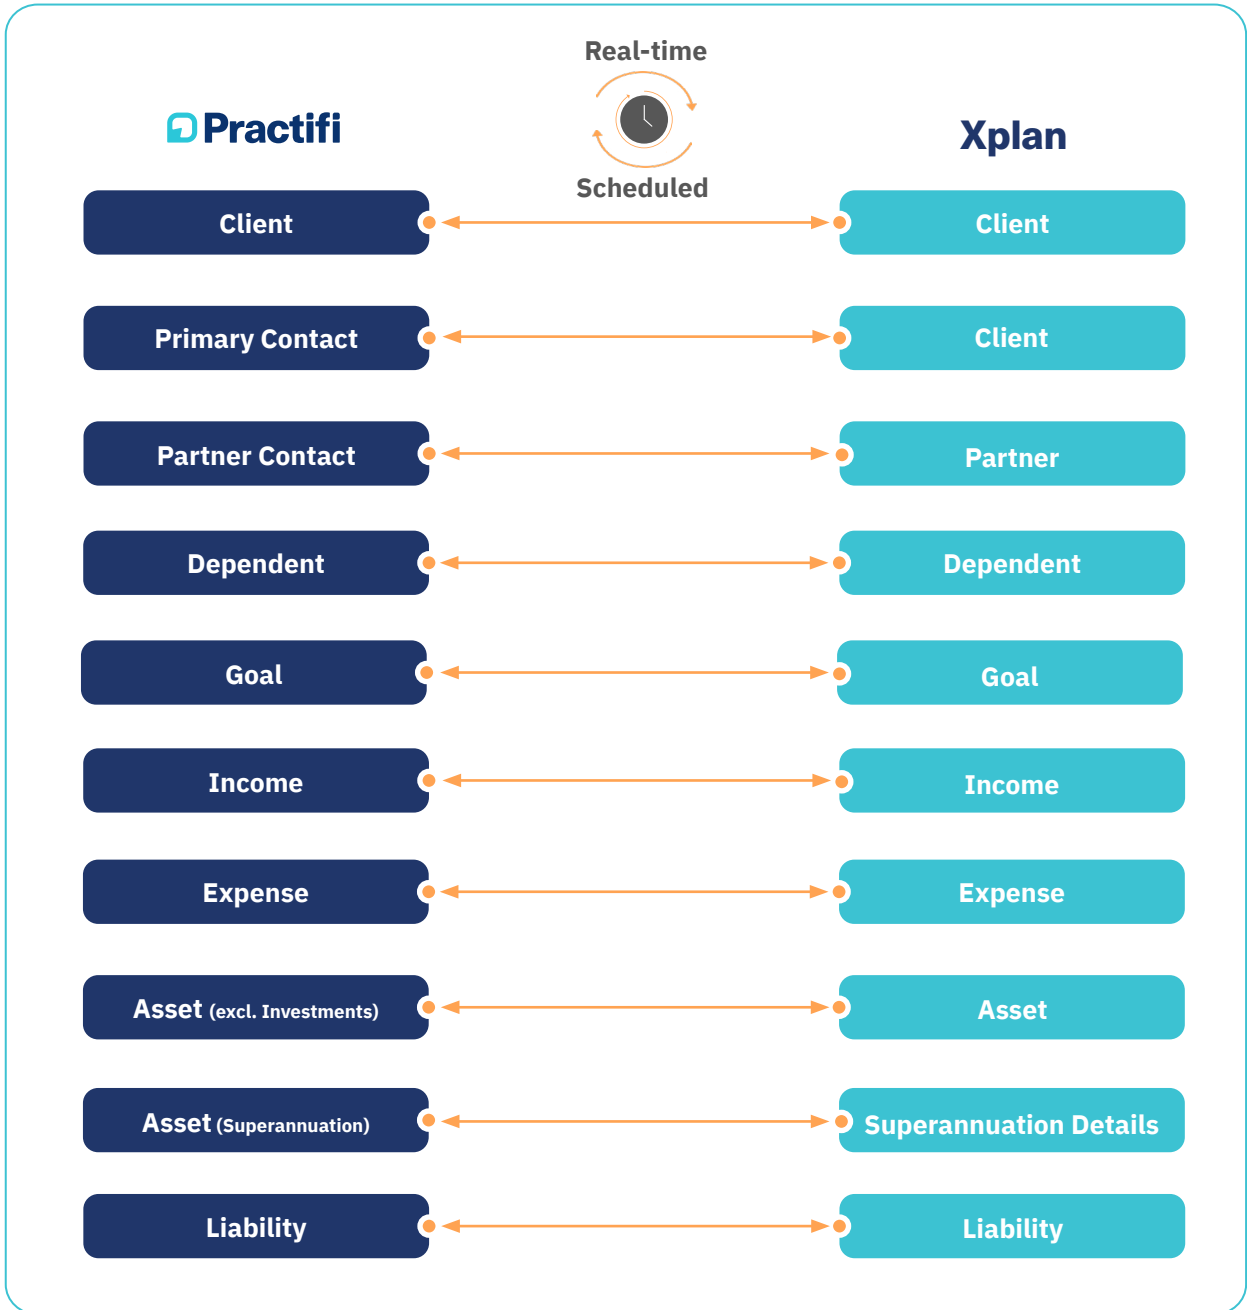 Real-time
Practifi
Xplan
Scheduled
Client
Client
Primary Contact
Client
Partner Contact
Partner
Dependent
Dependent
Goal
Goal
Income
Income
Expense
Expense
Asset (excl. Investments)
Asset
Asset (Superannuation)
Superannuation Details
Liability
Liability